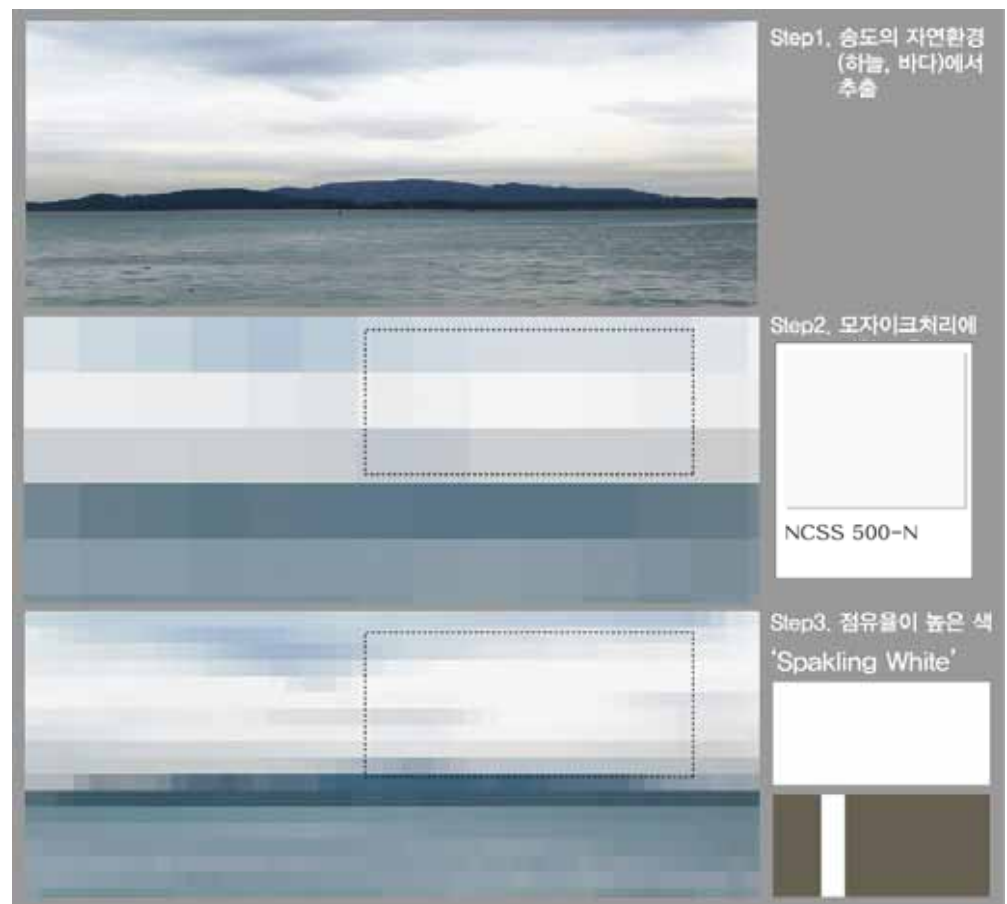 Step1. 송도의 자연환경
(하늘, 바다)에서
추출
Step2. 모자이크처리에
NCSS 500-N
Step3. 점유율이 높은 색
'Spakling White'